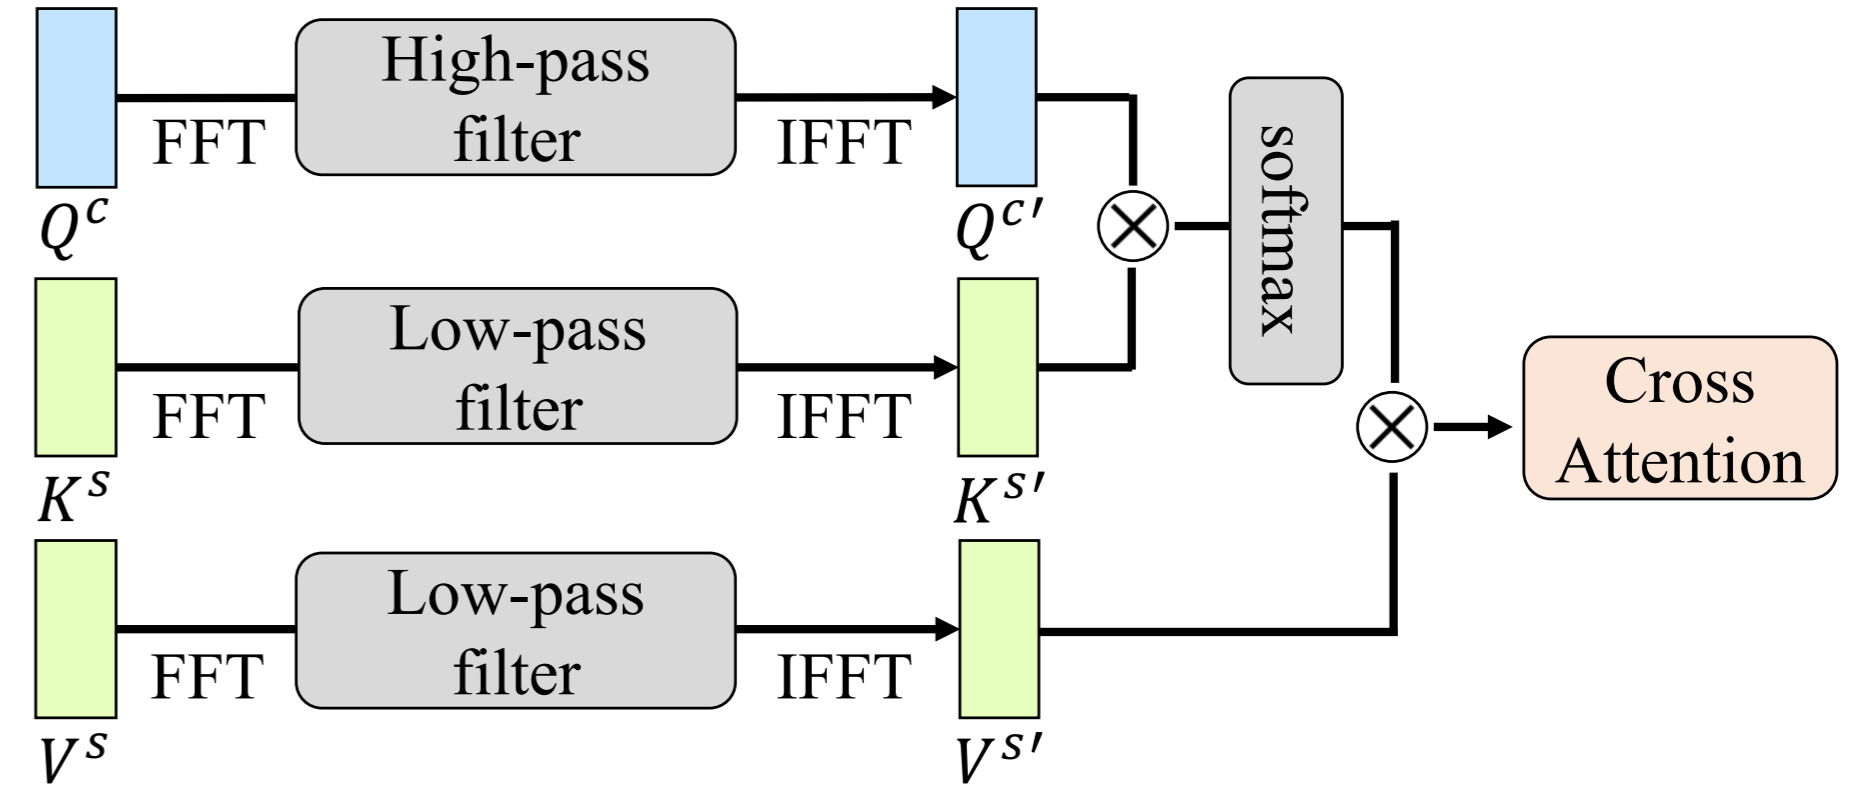 High-pass
filter
FFT
IFFT
Q^c
Q^c′
softmax
Low-pass
filter
FFT
IFFT
K^s
K^s′
Cross
Attention
Low-pass
filter
FFT
IFFT
V^s
V^s′